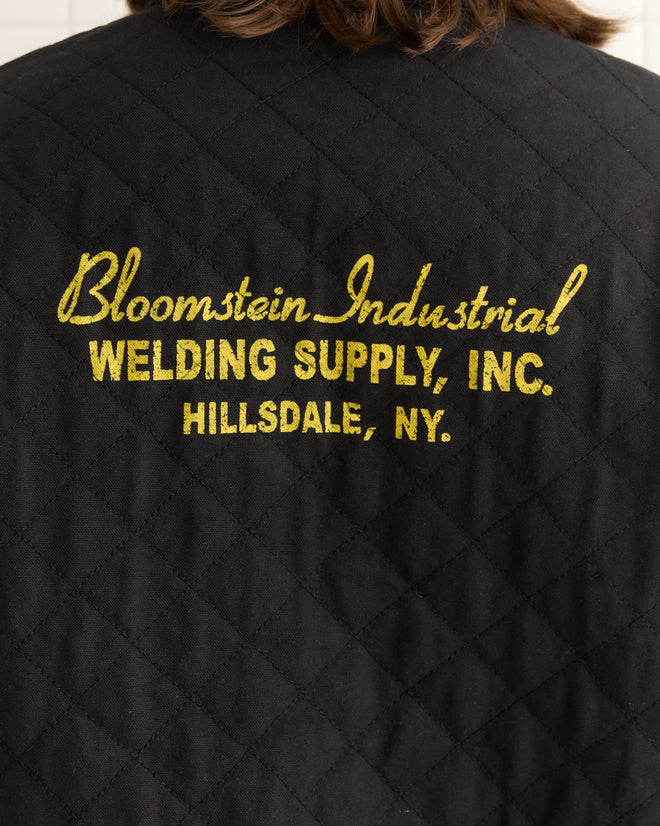 Bloomstein Industrial
WELDING SUPPLY, INC.
HILLSDALE, NY.